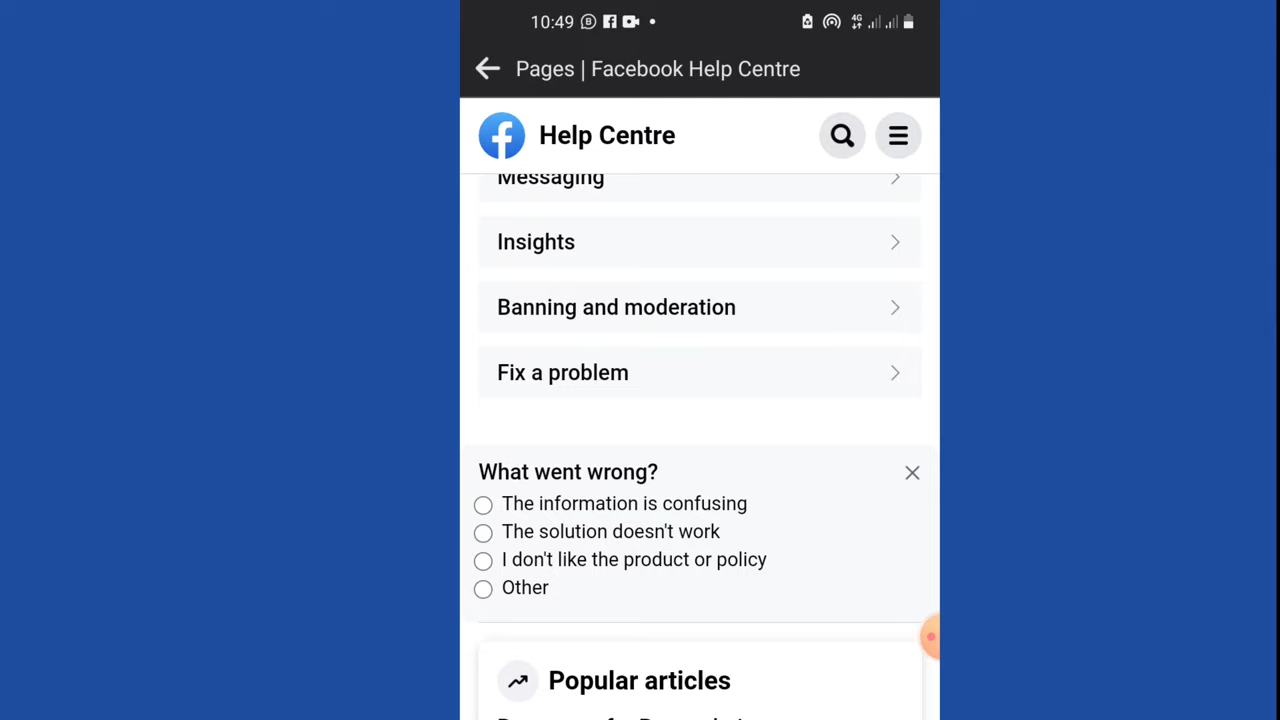 10:49
4G
Pages | Facebook Help Centre
Help Centre
Messaging
Insights
Banning and moderation
Fix a problem
What went wrong?
The information is confusing
The solution doesn't work
I don't like the product or policy
Other
Popular articles